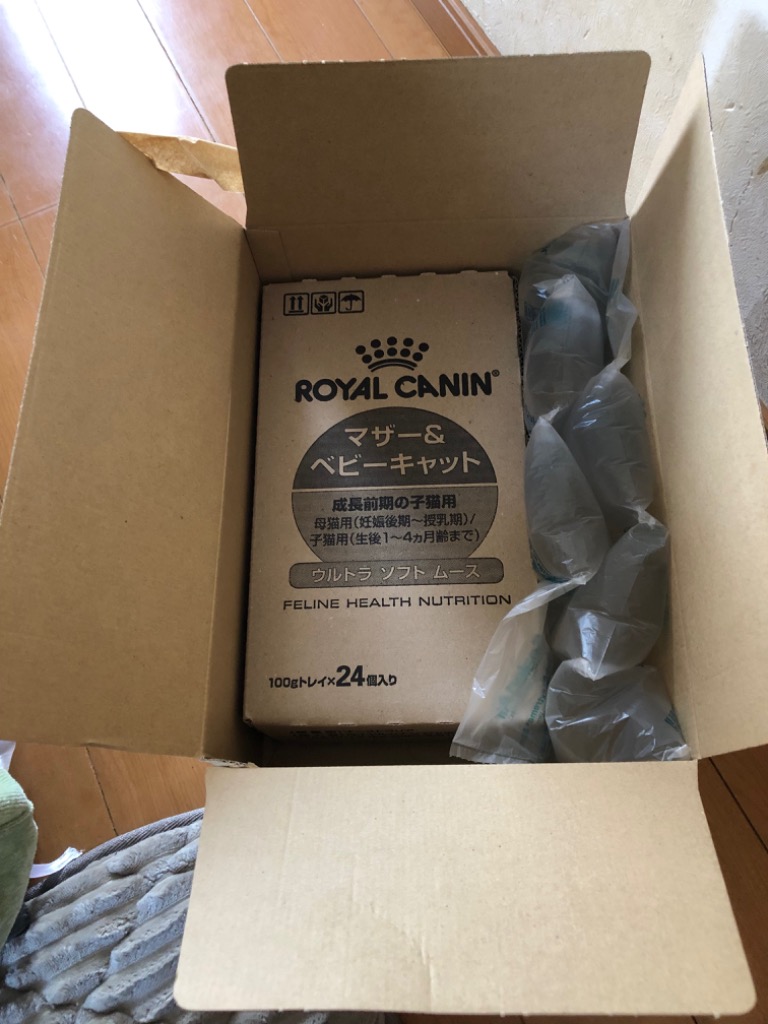 ROYAL CANIN®
マザー&
ベビーキャット
成長前期の子猫用
母猫用(妊娠後期〜授乳期)/
子猫用(生後1〜4ヵ月齢まで)
ウルトラ ソフト ムース
FELINE HEALTH NUTRITION
100gトレイ×24個入り